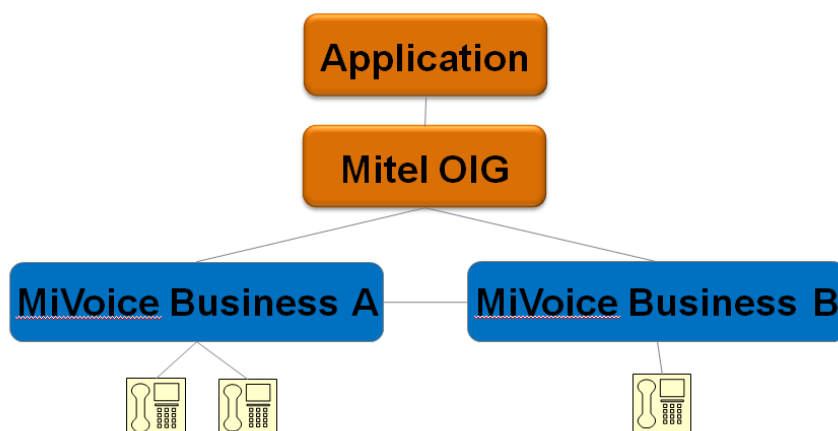 Application
Mitel OIG
MiVoice Business A
MiVoice Business B